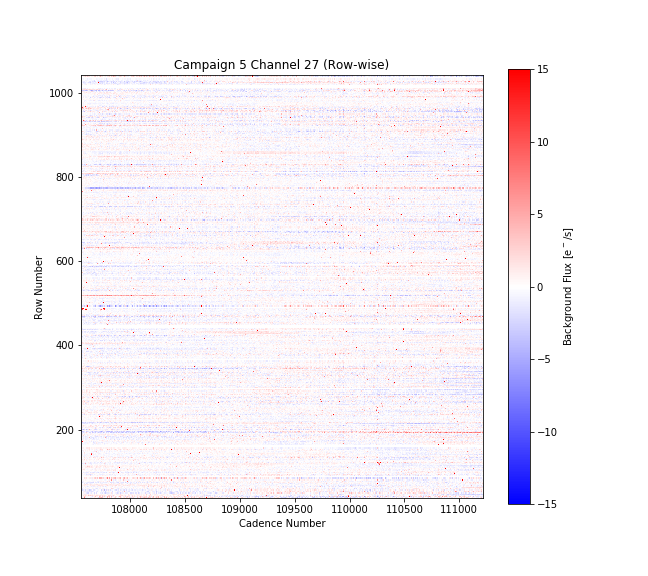 Campaign 5 Channel 27 (Row-wise)
1000
800
600
400
200
Row Number
108000 108500 109000 109500 110000 110500 111000
Cadence Number
15
10
5
0
−5
−10
−15
Background Flux [e⁻/s]